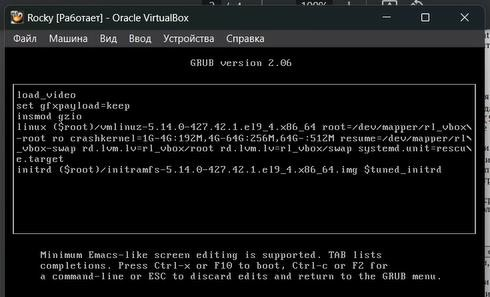 Rocky [Работает] - Oracle VirtualBox
Файл Машина Вид Ввод Устройства Справка
GRUB version 2.06
load_video
set gfxpayload=keep
insmod gzio
linux ($root)/vmlinuz-5.14.0-427.42.1.el9_4.x86_64 root=/dev/mapper/rl_vbox\
-root ro crashkernel=1G-4G:192M,4G-64G:256M,64G-:512M resume=/dev/mapper/rl\
_vbox-swap rd.lvm.lv=rl_vbox/root rd.lvm.lv=rl_vbox/swap systemd.unit=rescu\
e.target
initrd ($root)/initramfs-5.14.0-427.42.1.el9_4.x86_64.img $tuned_initrd
Minimum Emacs-like screen editing is supported. TAB lists
completions. Press Ctrl-x or F10 to boot, Ctrl-c or F2 for
a command-line or ESC to discard edits and return to the GRUB menu.